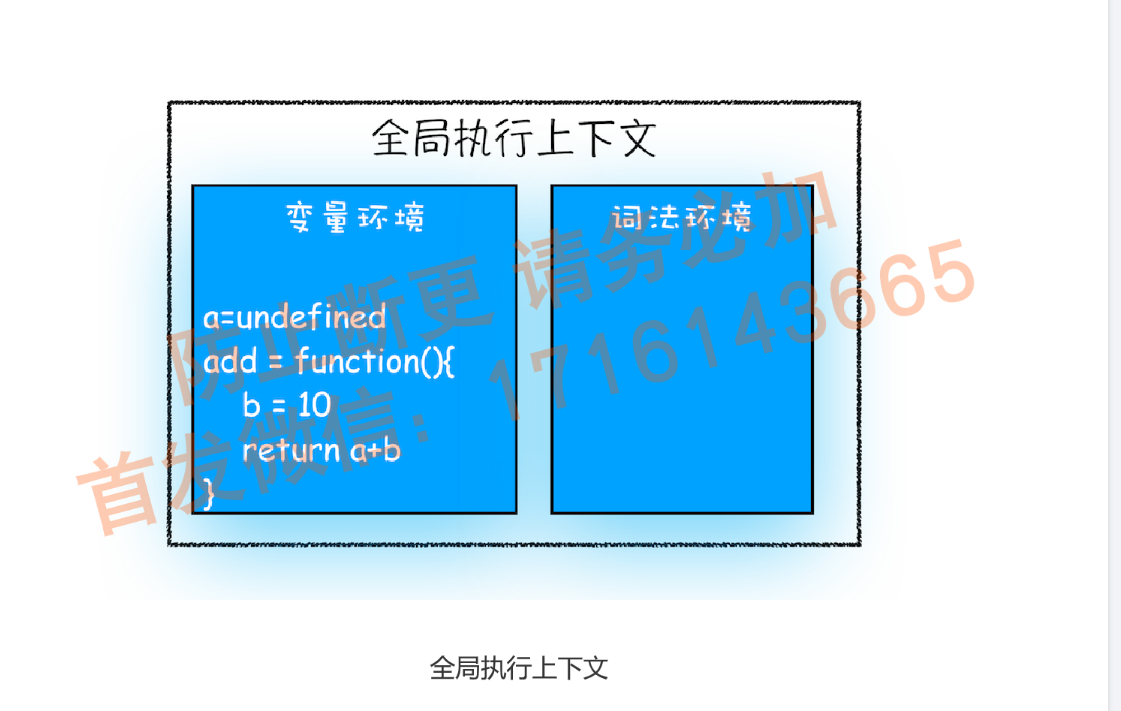 全局执行上下文
变量环境
词法环境
a=undefined
add = function(){
b = 10
return a+b
}
防止断更 请务必加
首发微信：1716143665
全局执行上下文